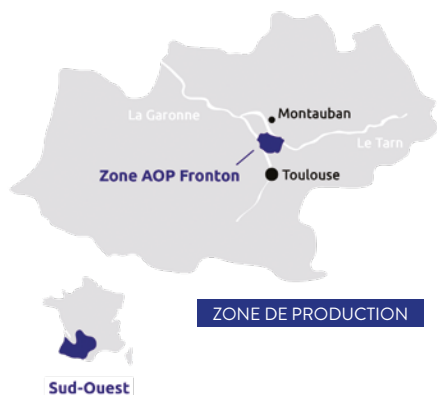 La Garonne
Montauban
Le Tarn
Zone AOP Fronton
Toulouse
ZONE DE PRODUCTION
Sud-Ouest